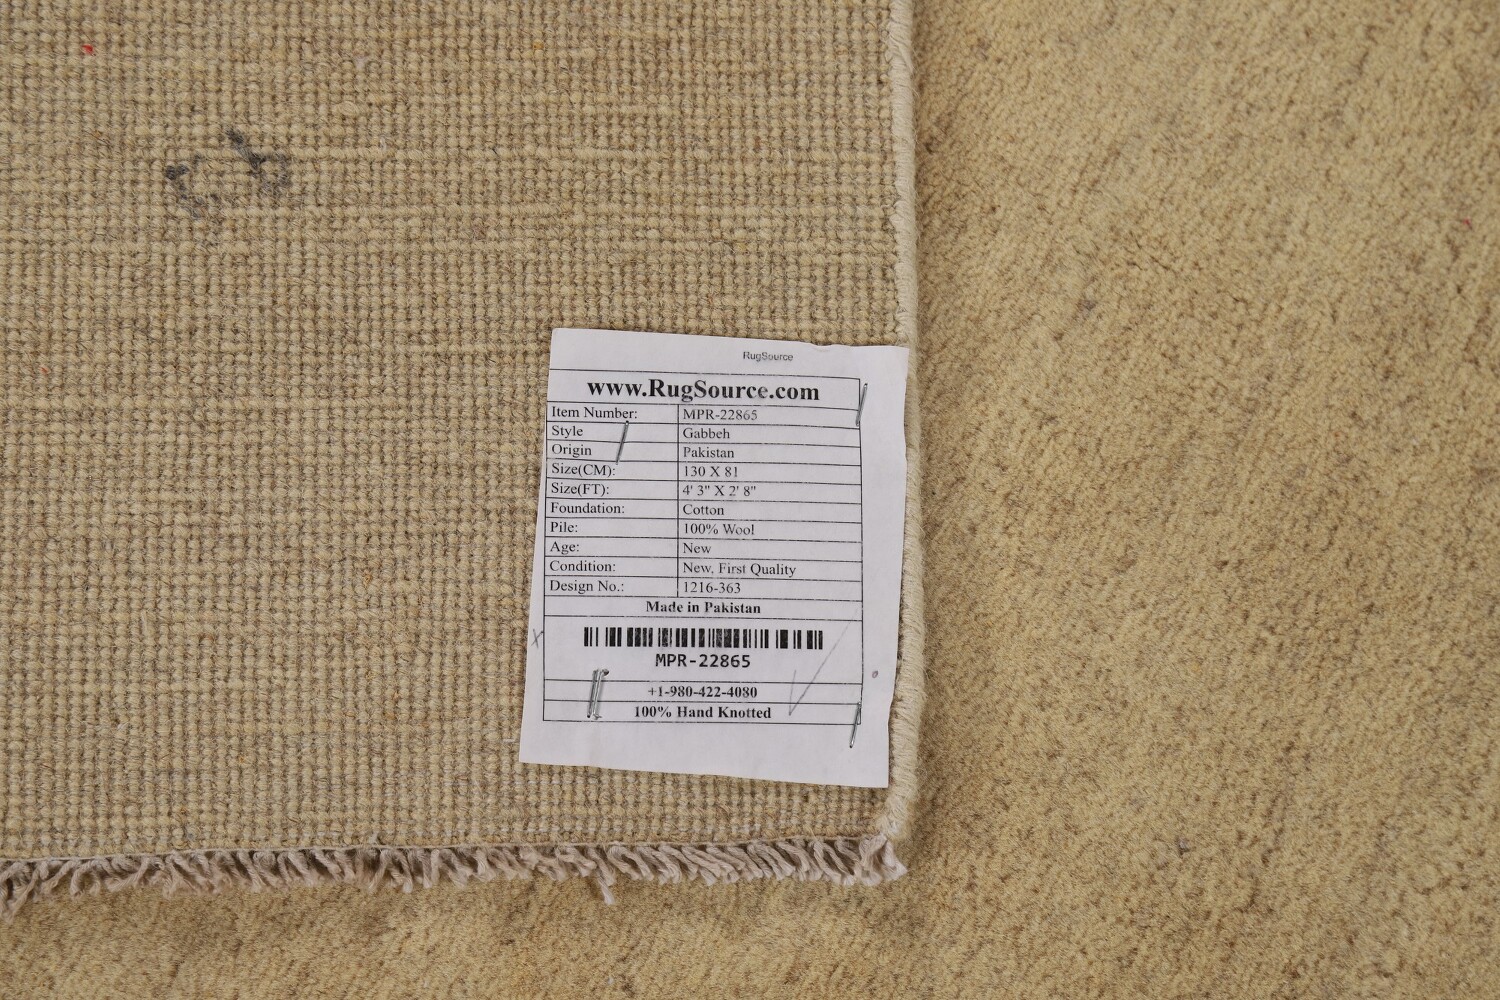 RugSource
www.RugSource.com
Item Number: MPR-22865
Style Gabbeh
Origin Pakistan
Size(CM): 130 X 81
Size(FT): 4' 3" X 2' 8"
Foundation: Cotton
Pile: 100% Wool
Age: New
Condition: New, First Quality
Design No.: 1216-363
Made in Pakistan
MPR-22865
+1-980-422-4080
100% Hand Knotted